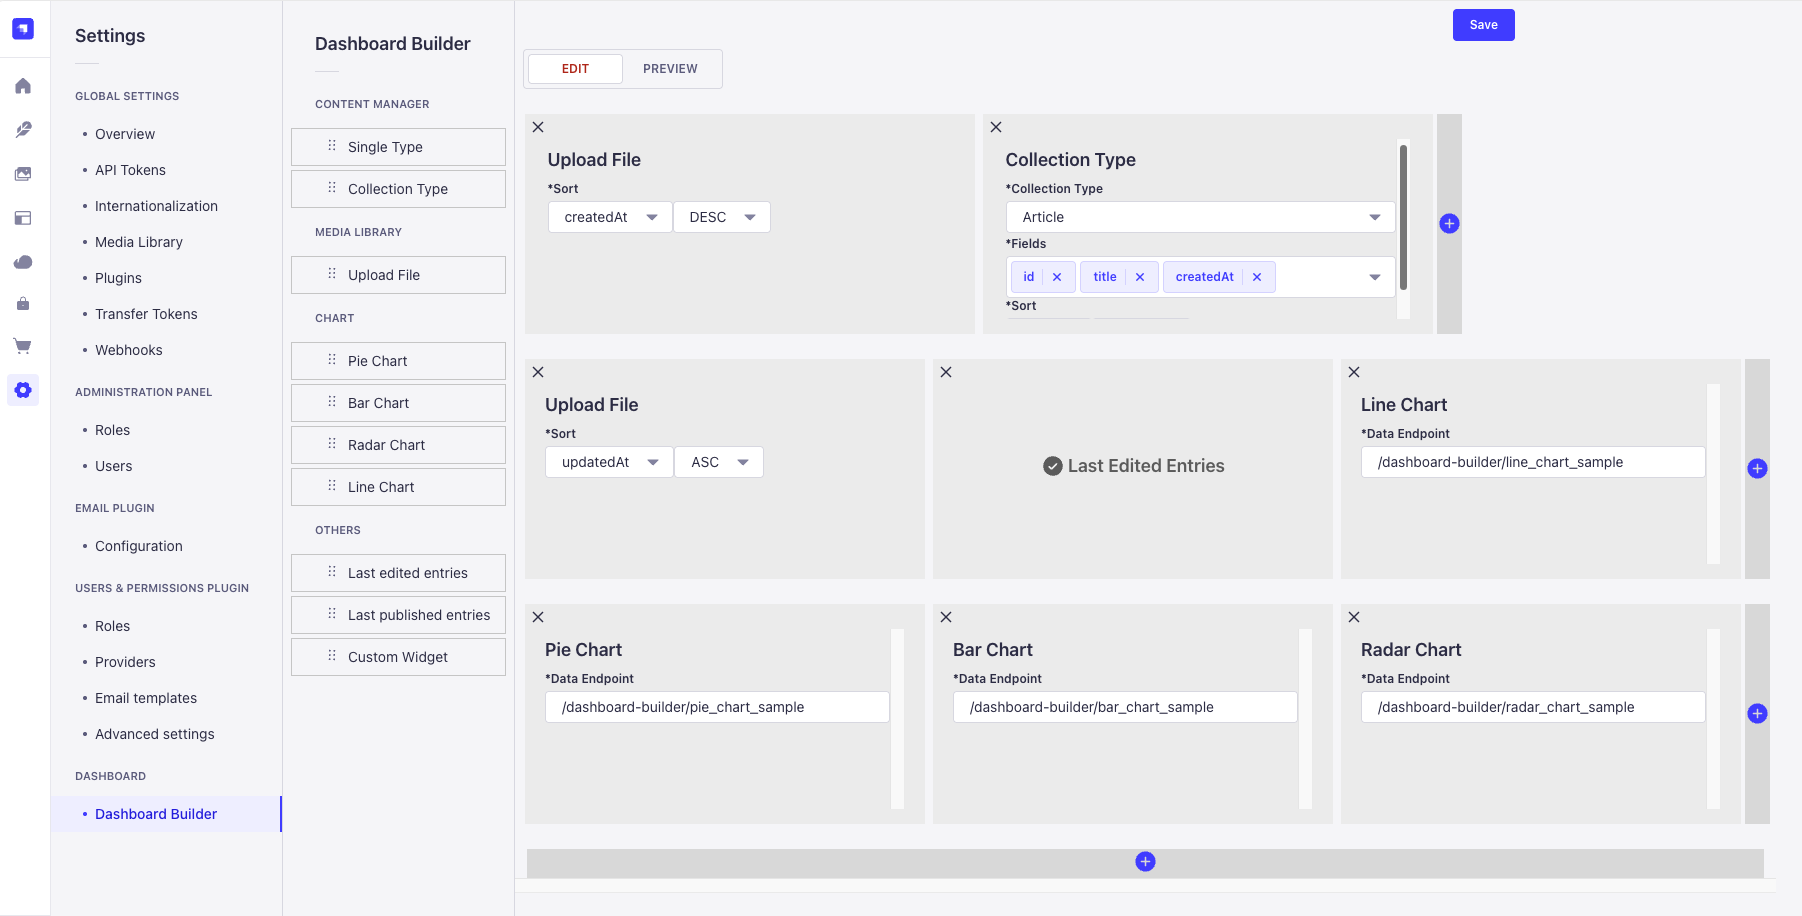 Settings
GLOBAL SETTINGS
Overview
API Tokens
Internationalization
Media Library
Plugins
Transfer Tokens
Webhooks
ADMINISTRATION PANEL
Roles
Users
EMAIL PLUGIN
Configuration
USERS & PERMISSIONS PLUGIN
Roles
Providers
Email templates
Advanced settings
DASHBOARD
Dashboard Builder
Dashboard Builder
CONTENT MANAGER
Single Type
Collection Type
MEDIA LIBRARY
Upload File
CHART
Pie Chart
Bar Chart
Radar Chart
Line Chart
OTHERS
Last edited entries
Last published entries
Custom Widget
Save
EDIT PREVIEW
Upload File
*Sort
createdAt DESC
Collection Type
*Collection Type
Article
*Fields
id title createdAt
*Sort
Upload File
*Sort
updatedAt ASC
Last Edited Entries
Line Chart
*Data Endpoint
/dashboard-builder/line_chart_sample
Pie Chart
*Data Endpoint
/dashboard-builder/pie_chart_sample
Bar Chart
*Data Endpoint
/dashboard-builder/bar_chart_sample
Radar Chart
*Data Endpoint
/dashboard-builder/radar_chart_sample